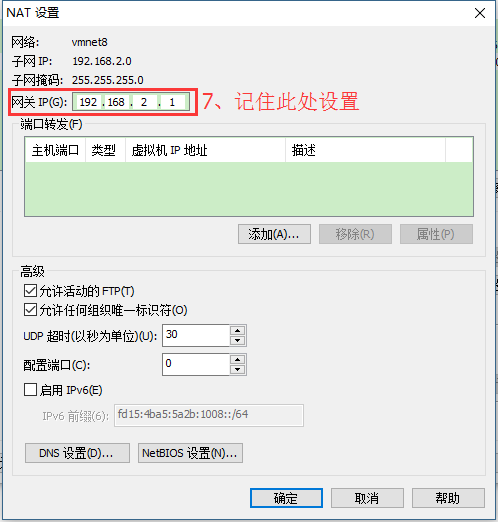 NAT 设置
网络: vmnet8
子网 IP: 192.168.2.0
子网掩码: 255.255.255.0
网关 IP(G): 192 . 168 . 2 . 1 7、记住此处设置
端口转发(F)
主机端口 类型 虚拟机 IP 地址 描述
添加(A)... 移除(R) 属性(P)
高级
允许活动的 FTP(T)
允许任何组织唯一标识符(O)
UDP 超时(以秒为单位)(U): 30
配置端口(C): 0
启用 IPv6(E)
IPv6 前缀(6): fd15:4ba5:5a2b:1008::/64
DNS 设置(D)... NetBIOS 设置(N)...
确定 取消 帮助